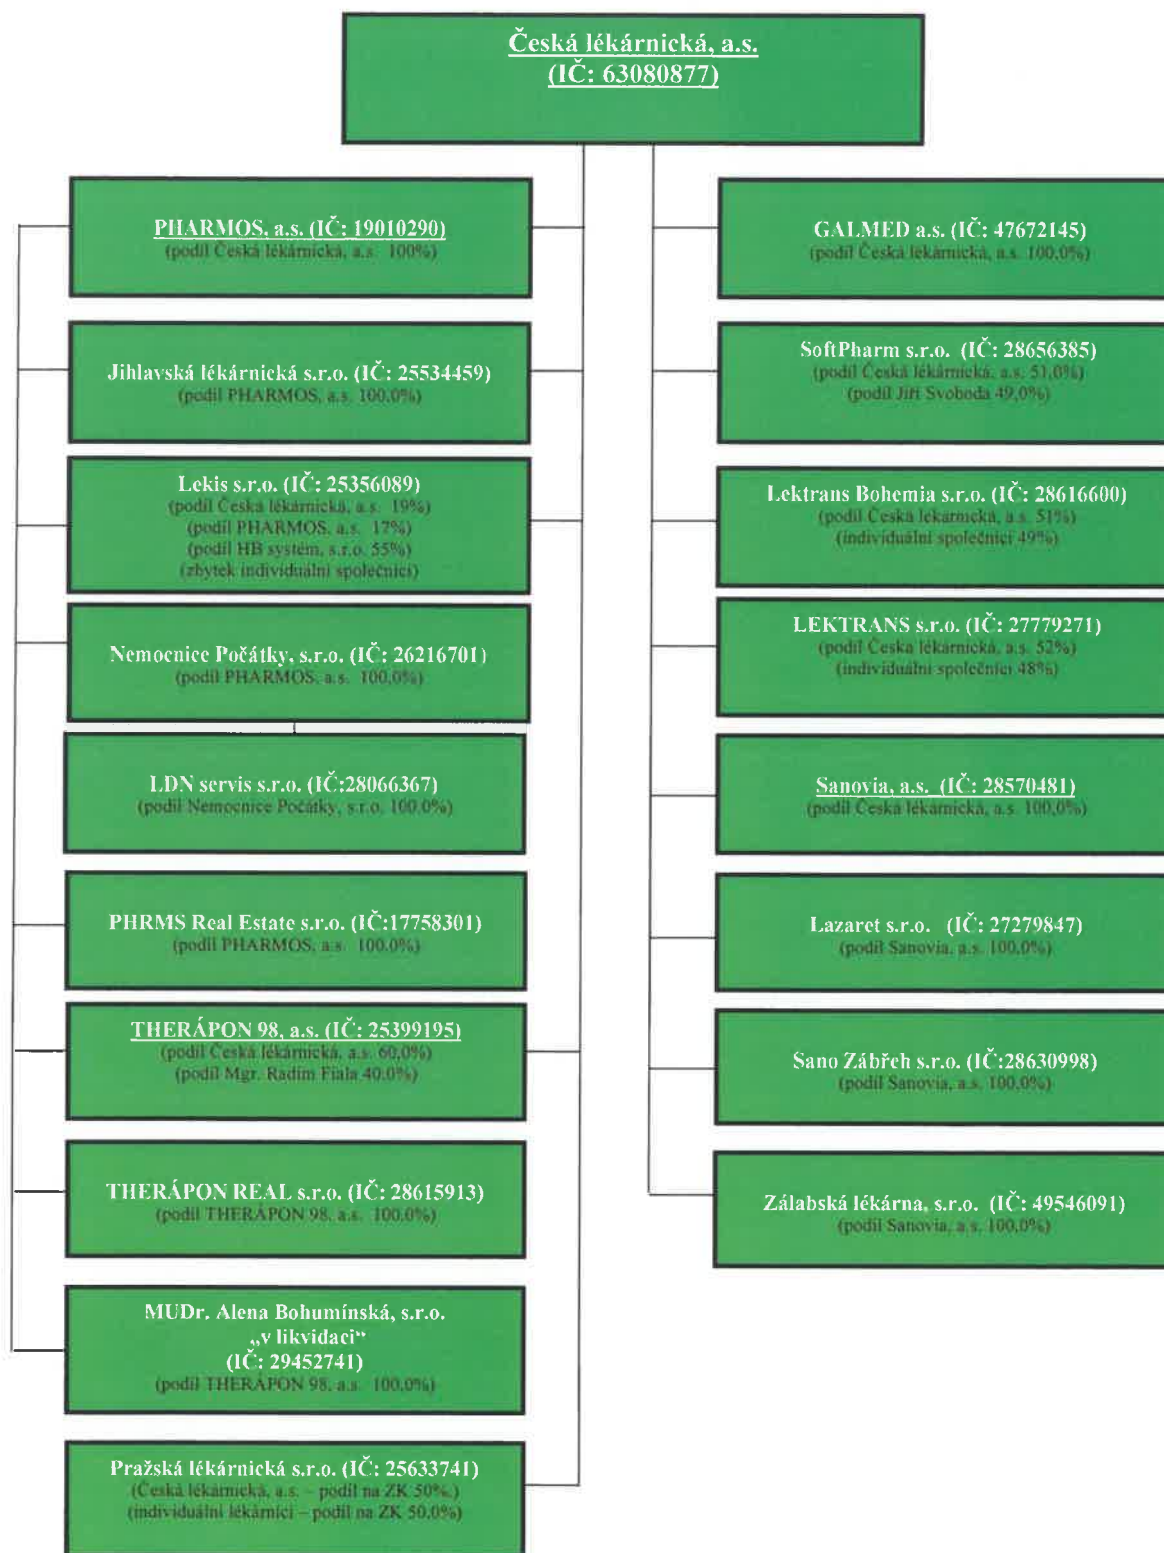 Česká lékárnická, a.s.
(IČ: 63080877)
PHARMOS, a.s. (IČ: 19010290)
(podíl Česká lékárnická, a.s. 100%)
Jihlavská lékárnická s.r.o. (IČ: 25534459)
(podíl PHARMOS, a.s. 100,0%)
Lekis s.r.o. (IČ: 25356089)
(podíl Česká lékárnická, a.s. 19%)
(podíl PHARMOS, a.s. 17%)
(podíl HB systém, s.r.o. 55%)
(zbytek individuální společníci)
Nemocnice Počátky, s.r.o. (IČ: 26216701)
(podíl PHARMOS, a.s. 100,0%)
LDN servis s.r.o. (IČ:28066367)
(podíl Nemocnice Počátky, s.r.o. 100,0%)
PHRMS Real Estate s.r.o. (IČ:17758301)
(podíl PHARMOS, a.s. 100,0%)
THERÁPON 98, a.s. (IČ: 25399195)
(podíl Česká lékárnická, a.s. 60,0%)
(podíl Mgr. Radim Fiala 40,0%)
THERÁPON REAL s.r.o. (IČ: 28615913)
(podíl THERÁPON 98, a.s. 100,0%)
MUDr. Alena Bohumínská, s.r.o.
„v likvidaci“
(IČ: 29452741)
(podíl THERÁPON 98, a.s. 100,0%)
Pražská lékárnická s.r.o. (IČ: 25633741)
(Česká lékárnická, a.s. – podíl na ZK 50%.)
(individuální lékárníci – podíl na ZK 50,0%)
GALMED a.s. (IČ: 47672145)
(podíl Česká lékárnická, a.s. 100,0%)
SoftPharm s.r.o. (IČ: 28656385)
(podíl Česká lékárnická, a.s. 51,0%)
(podíl Jiří Svoboda 49,0%)
Lektrans Bohemia s.r.o. (IČ: 28616600)
(podíl Česká lékárnická, a.s. 51%)
(individuální společníci 49%)
LEKTRANS s.r.o. (IČ: 27779271)
(podíl Česká lékárnická, a.s. 52%)
(individuální společníci 48%)
Sanovia, a.s. (IČ: 28570481)
(podíl Česká lékárnická, a.s. 100,0%)
Lazaret s.r.o. (IČ: 27279847)
(podíl Sanovia, a.s. 100,0%)
Sano Zábřeh s.r.o. (IČ:28630998)
(podíl Sanovia, a.s. 100,0%)
Zálabská lékárna, s.r.o. (IČ: 49546091)
(podíl Sanovia, a.s. 100,0%)